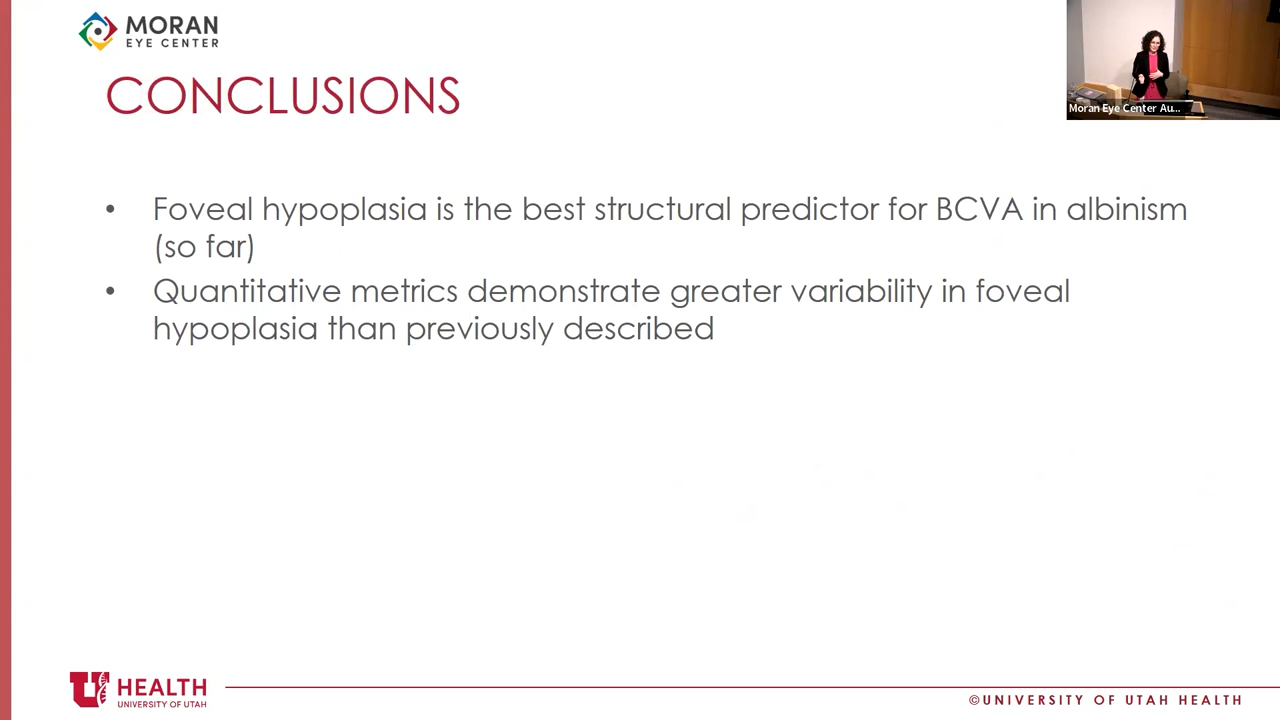 MORAN
EYE CENTER
CONCLUSIONS
Moran Eye Center Au...
• Foveal hypoplasia is the best structural predictor for BCVA in albinism
(so far)
• Quantitative metrics demonstrate greater variability in foveal
hypoplasia than previously described
U HEALTH
UNIVERSITY OF UTAH
©UNIVERSITY OF UTAH HEALTH